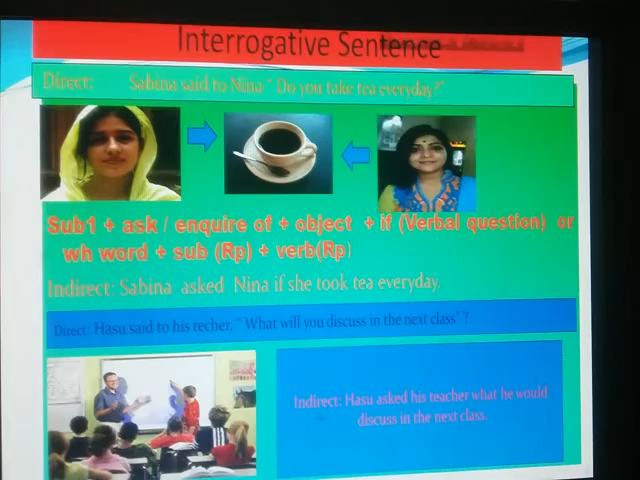 Interrogative Sentence
Direct: Sabina said to Nina “ Do you take tea everyday?”.
Sub1 + ask / enquire of + object + if (Verbal question) or
wh word + sub (Rp) + verb(Rp)
Indirect: Sabina asked Nina if she took tea everyday.
Direct: Hasu said to his techer, “ What will you discuss in the next class” ?
Indirect: Hasu asked his teacher what he would
discuss in the next class.